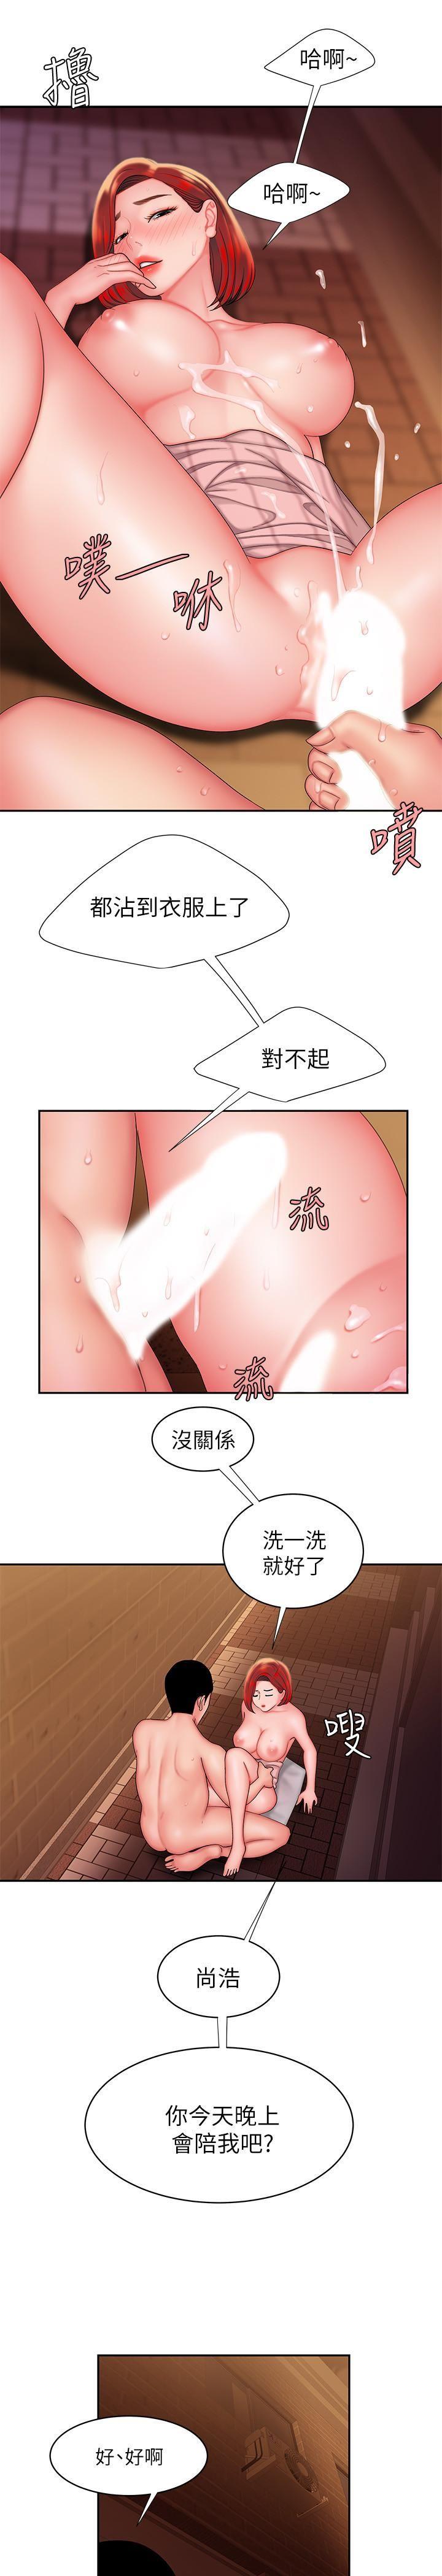 擼
哈啊~
哈啊~
噗——
咻
噴
都沾到衣服上了
對不起
流
流
沒關係
洗一洗
就好了
嗖
尚浩
你今天晚上
會陪我吧?
好、好啊